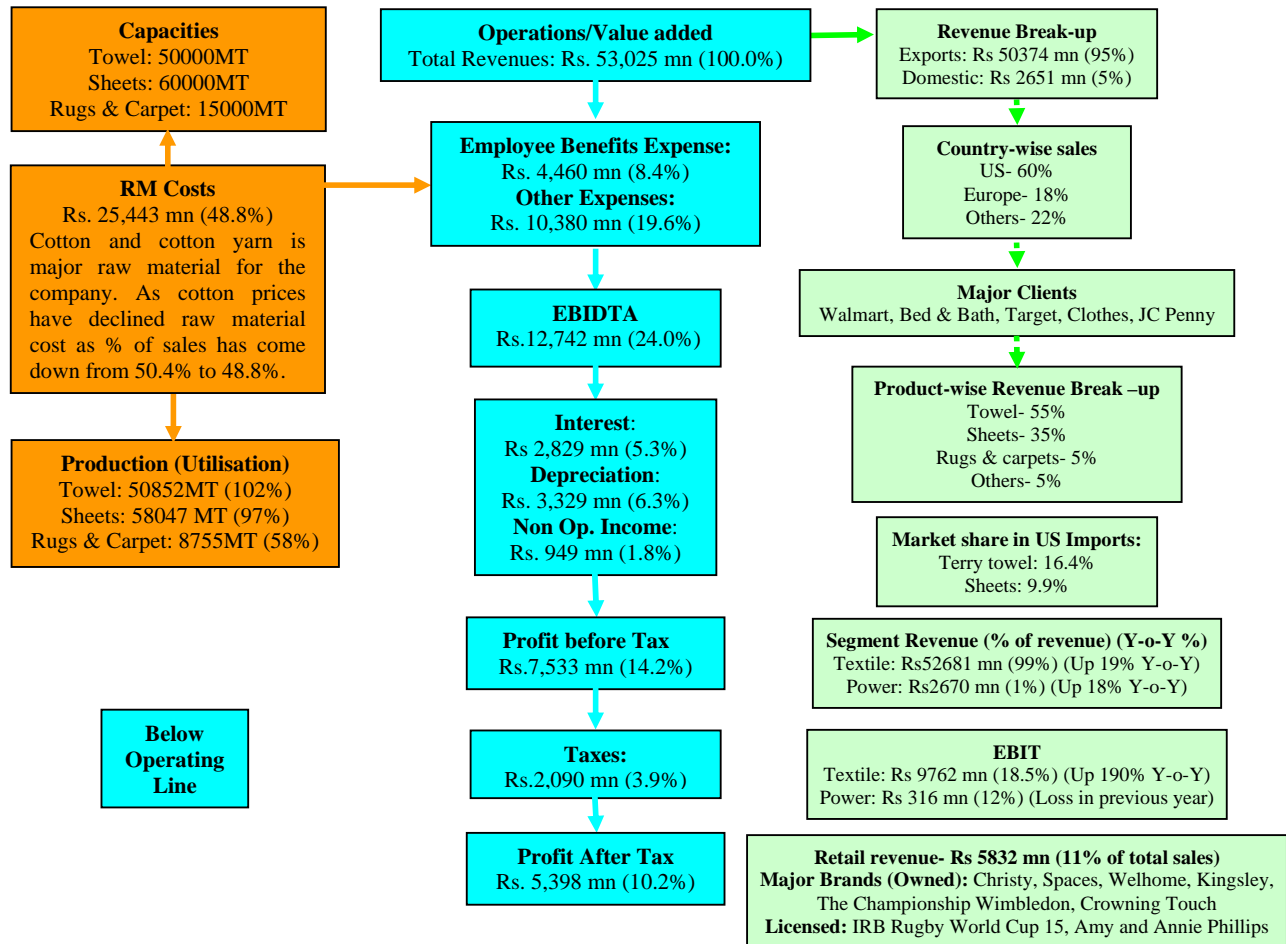 Capacities
Towel: 50000MT
Sheets: 60000MT
Rugs & Carpet: 15000MT
RM Costs
Rs. 25,443 mn (48.8%)
Cotton and cotton yarn is
major raw material for the
company. As cotton prices
have declined raw material
cost as % of sales has come
down from 50.4% to 48.8%.
Production (Utilisation)
Towel: 50852MT (102%)
Sheets: 58047 MT (97%)
Rugs & Carpet: 8755MT (58%)
Below
Operating
Line
Operations/Value added
Total Revenues: Rs. 53,025 mn (100.0%)
Employee Benefits Expense:
Rs. 4,460 mn (8.4%)
Other Expenses:
Rs. 10,380 mn (19.6%)
EBIDTA
Rs.12,742 mn (24.0%)
Interest:
Rs 2,829 mn (5.3%)
Depreciation:
Rs. 3,329 mn (6.3%)
Non Op. Income:
Rs. 949 mn (1.8%)
Profit before Tax
Rs.7,533 mn (14.2%)
Taxes:
Rs.2,090 mn (3.9%)
Profit After Tax
Rs. 5,398 mn (10.2%)
Revenue Break-up
Exports: Rs 50374 mn (95%)
Domestic: Rs 2651 mn (5%)
Country-wise sales
US- 60%
Europe- 18%
Others- 22%
Major Clients
Walmart, Bed & Bath, Target, Clothes, JC Penny
Product-wise Revenue Break –up
Towel- 55%
Sheets- 35%
Rugs & carpets- 5%
Others- 5%
Market share in US Imports:
Terry towel: 16.4%
Sheets: 9.9%
Segment Revenue (% of revenue) (Y-o-Y %)
Textile: Rs52681 mn (99%) (Up 19% Y-o-Y)
Power: Rs2670 mn (1%) (Up 18% Y-o-Y)
EBIT
Textile: Rs 9762 mn (18.5%) (Up 190% Y-o-Y)
Power: Rs 316 mn (12%) (Loss in previous year)
Retail revenue- Rs 5832 mn (11% of total sales)
Major Brands (Owned): Christy, Spaces, Welhome, Kingsley,
The Championship Wimbledon, Crowning Touch
Licensed: IRB Rugby World Cup 15, Amy and Annie Phillips